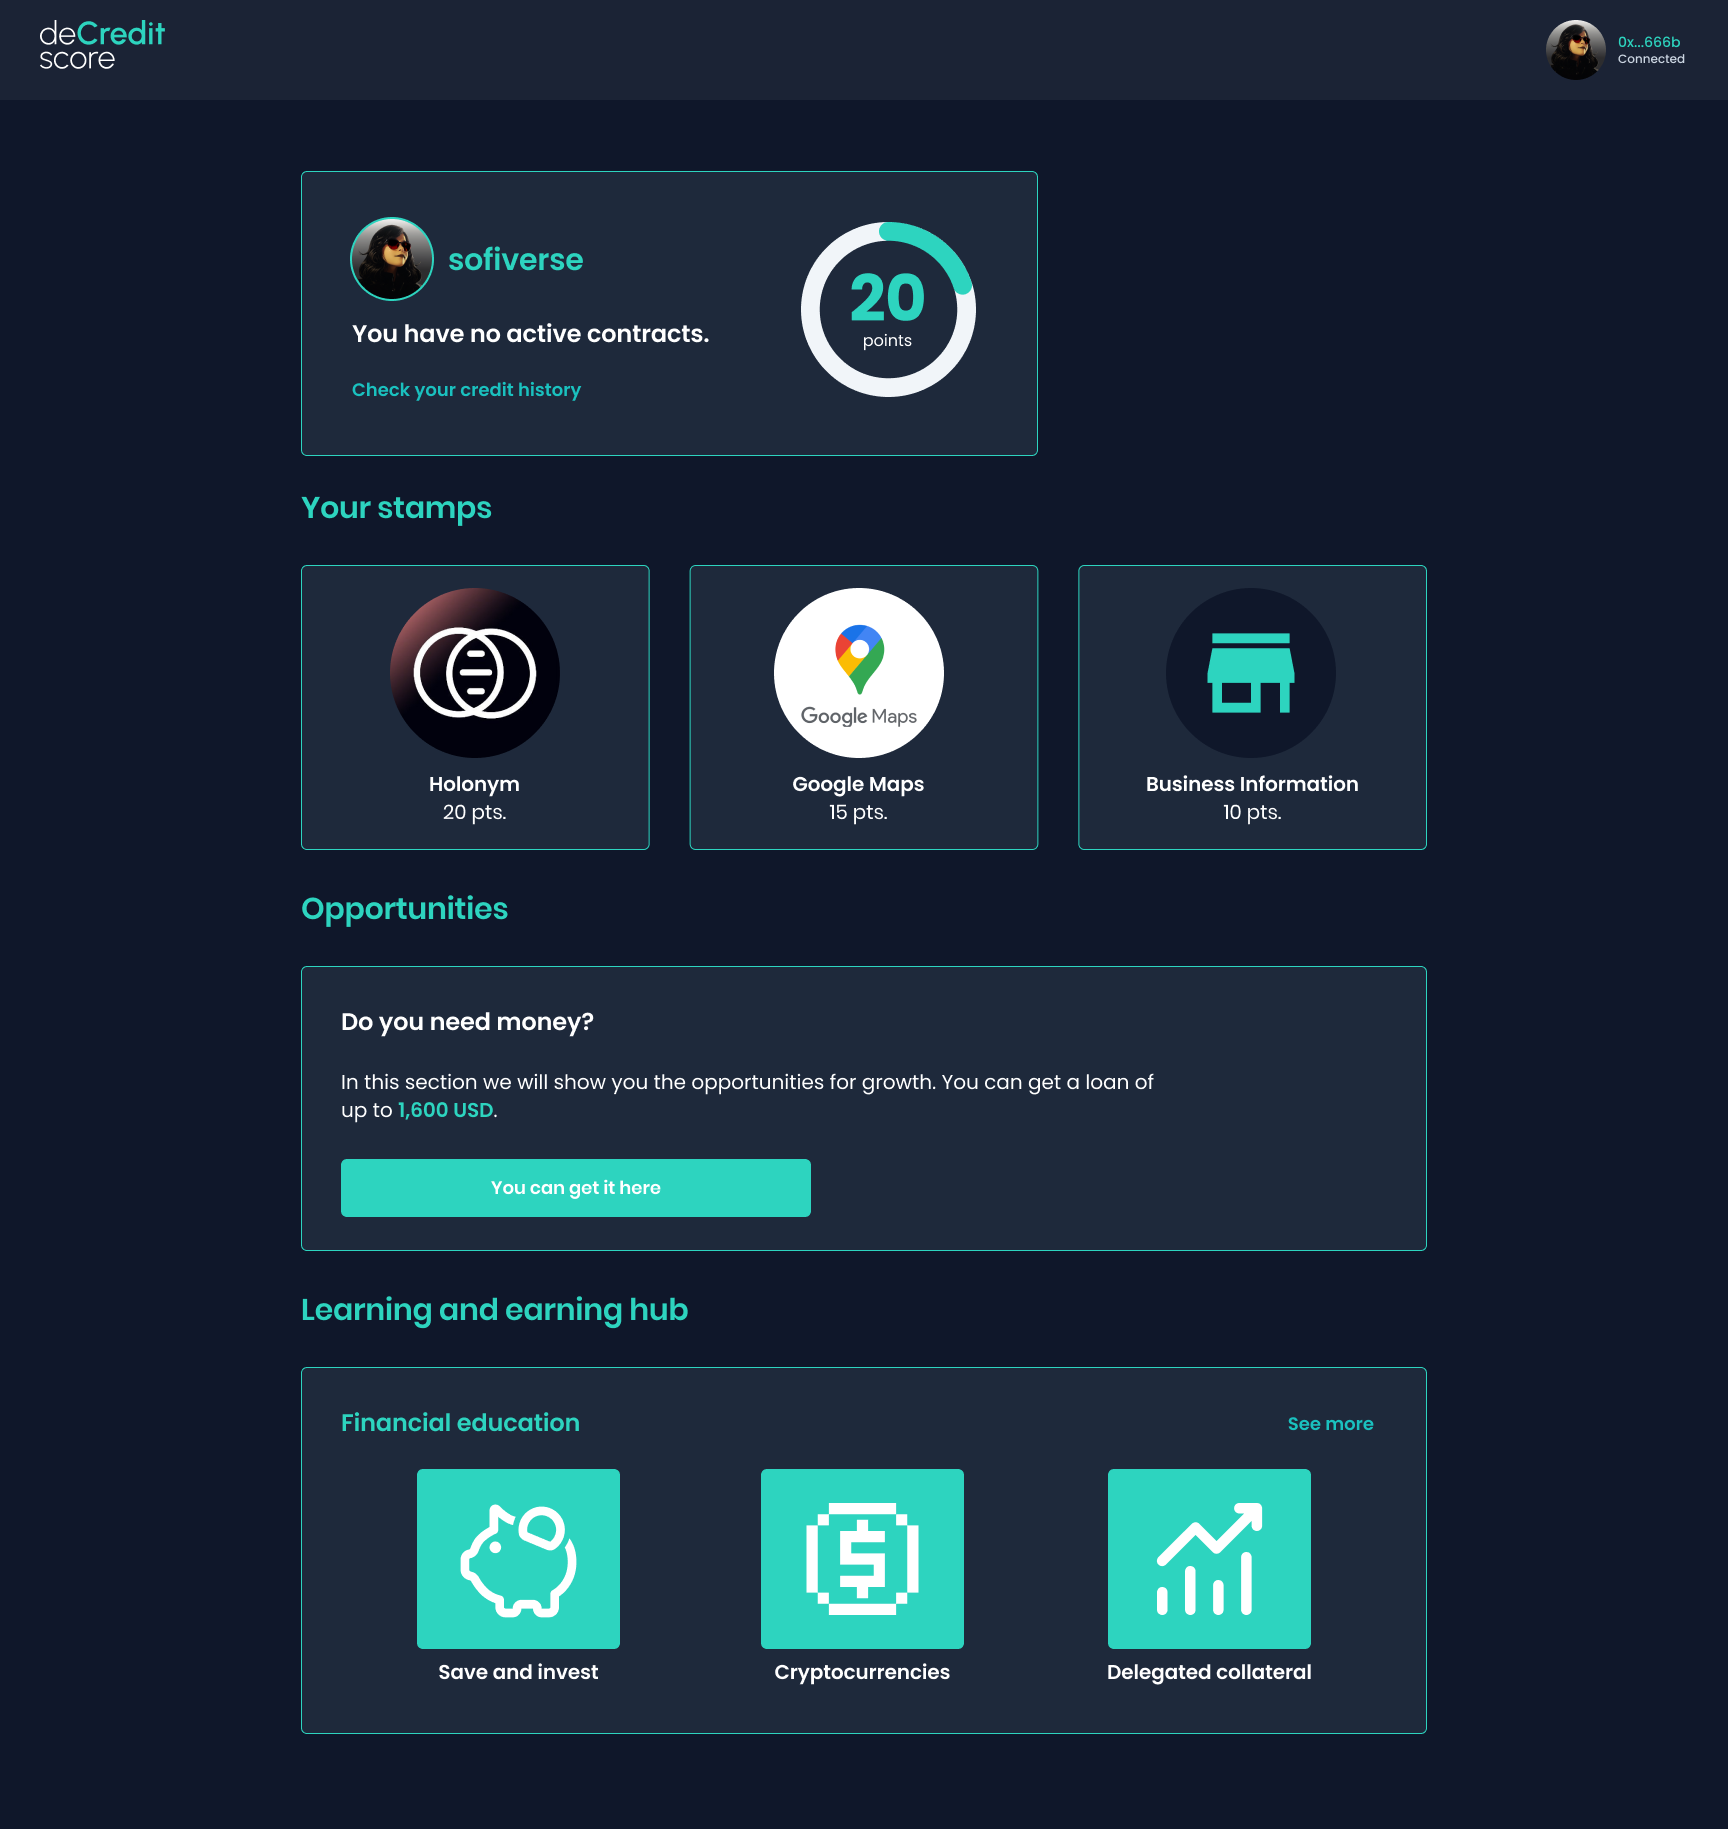 deCredit
score
0x...666b
Connected
sofiverse
You have no active contracts.
Check your credit history
20
points
Your stamps
Google Maps
Holonym
20 pts.
Google Maps
15 pts.
Business Information
10 pts.
Opportunities
Do you need money?
In this section we will show you the opportunities for growth. You can get a loan of
up to 1,600 USD.
You can get it here
Learning and earning hub
Financial education
See more
Save and invest
Cryptocurrencies
Delegated collateral